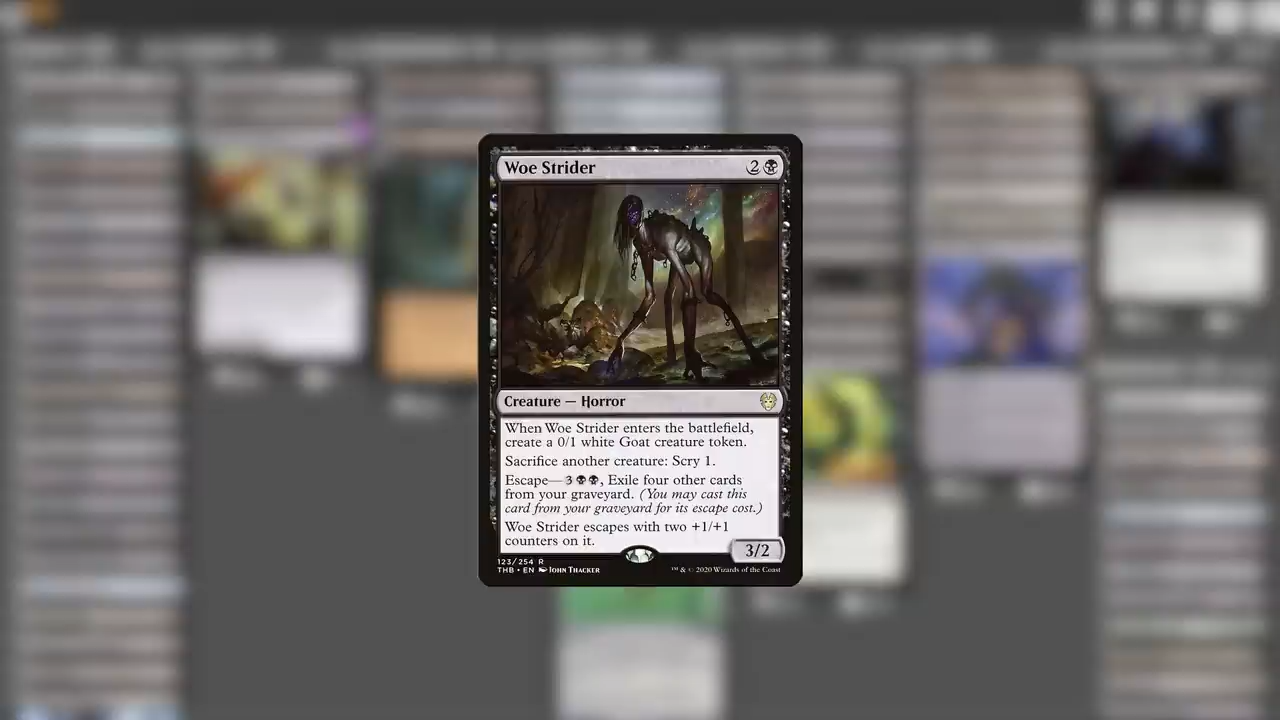 Woe Strider 2
Creature — Horror
When Woe Strider enters the battlefield,
create a 0/1 white Goat creature token.
Sacrifice another creature: Scry 1.
Escape—3, Exile four other cards
from your graveyard. (You may cast this
card from your graveyard for its escape cost.)
Woe Strider escapes with two +1/+1
counters on it.
3/2
123/254 R
THB • EN John Thacker
™ & © 2020 Wizards of the Coast